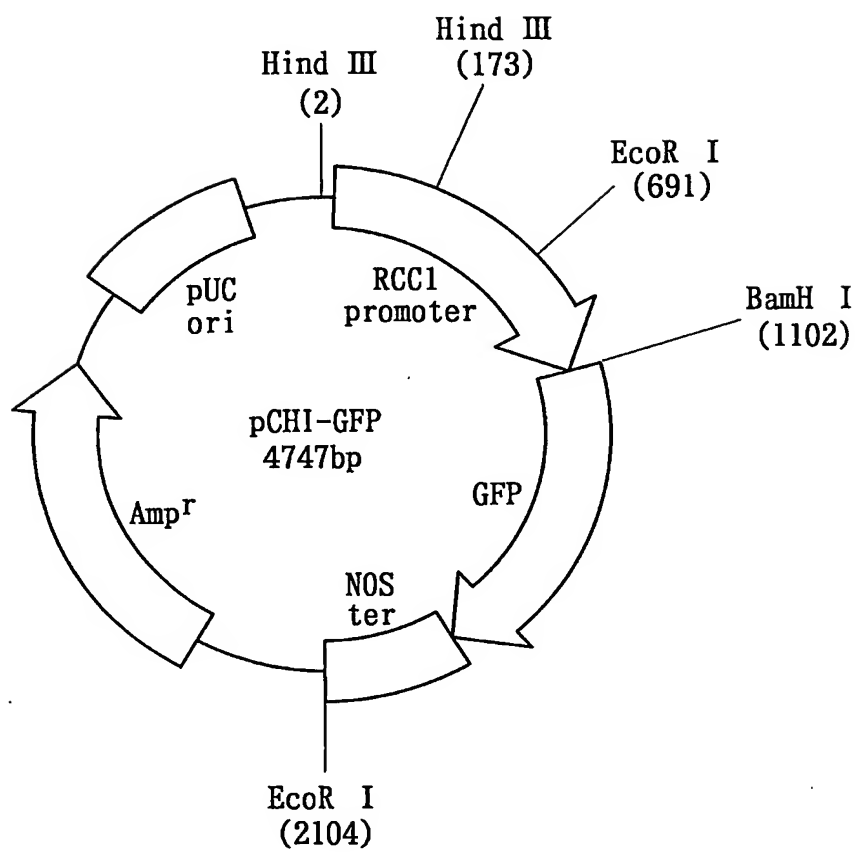 Hind III
(173)
Hind III
(2)
EcoR I
(691)
BamH I
(1102)
RCC1
promoter
pUC
ori
pCHI-GFP
4747bp
GFP
Ampr
NOS
ter
EcoR I
(2104)